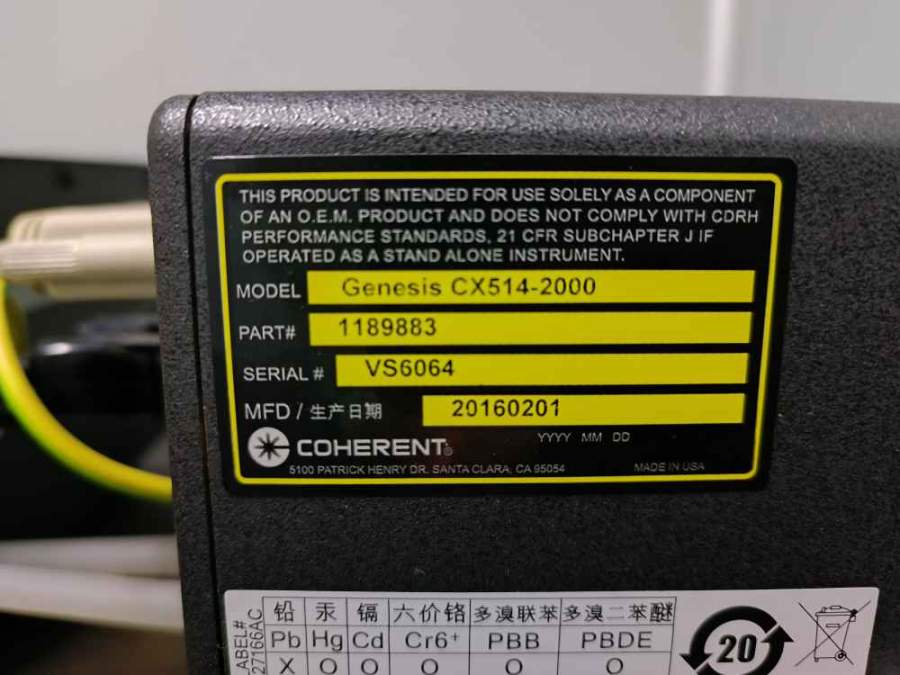 THIS PRODUCT IS INTENDED FOR USE SOLELY AS A COMPONENT
OF AN O.E.M. PRODUCT AND DOES NOT COMPLY WITH CDRH
PERFORMANCE STANDARDS, 21 CFR SUBCHAPTER J IF
OPERATED AS A STAND ALONE INSTRUMENT.
MODEL Genesis CX514-2000
PART# 1189883
SERIAL # VS6064
MFD / 生产日期 20160201
YYYY MM DD
COHERENT®
5100 PATRICK HENRY DR. SANTA CLARA, CA 95054 MADE IN USA
铅 汞 镉 六价铬 多溴联苯 多溴二苯醚
Pb Hg Cd Cr6+ PBB PBDE
X O O O O O
20
27166AC